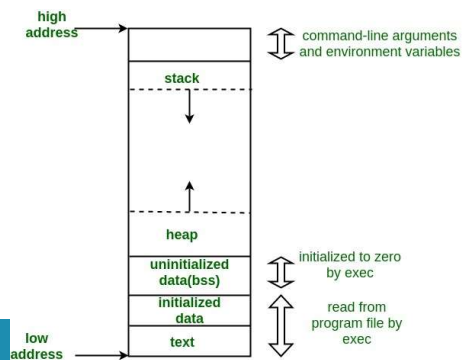 high
address
command-line arguments
and environment variables
stack
heap
uninitialized
data(bss)
initialized to zero
by exec
initialized
data
read from
program file by
exec
low
address
text